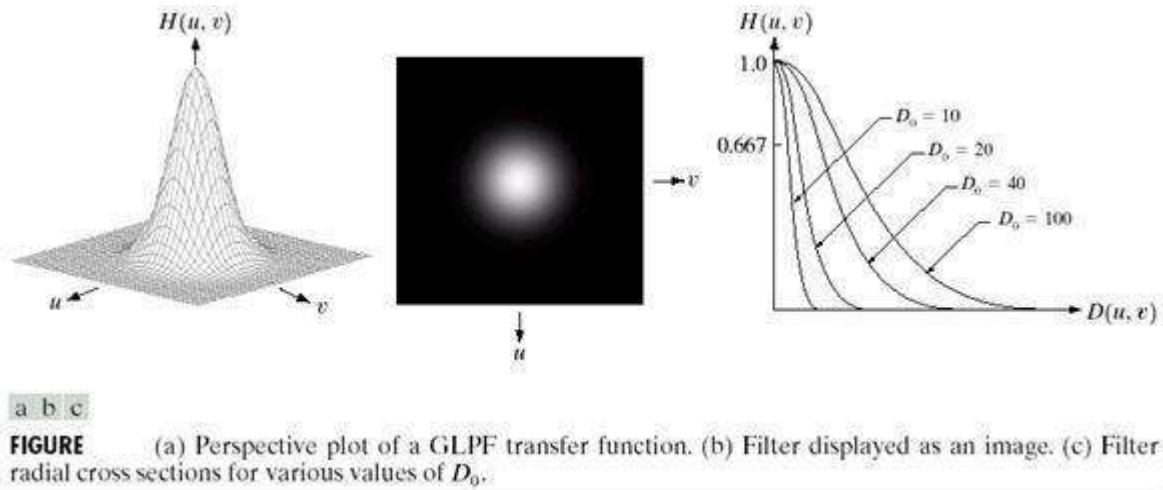 H(u, v)
u
v
v
u
H(u, v)
1.0
0.667
D₀ = 10
D₀ = 20
D₀ = 40
D₀ = 100
D(u, v)
a b c
FIGURE (a) Perspective plot of a GLPF transfer function. (b) Filter displayed as an image. (c) Filter
radial cross sections for various values of D₀.